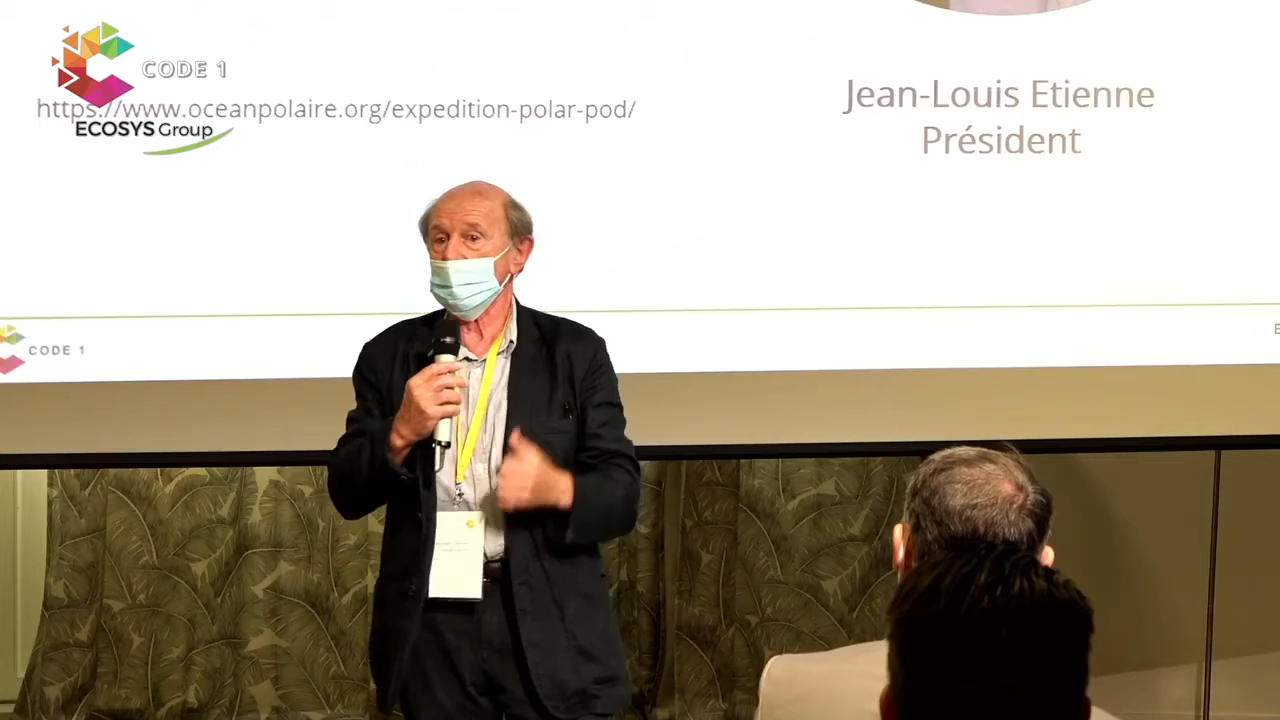 CODE 1
https://www.oceanpolaire.org/expedition-polar-pod/
ECOSYS Group
Jean-Louis Etienne
Président
CODE 1